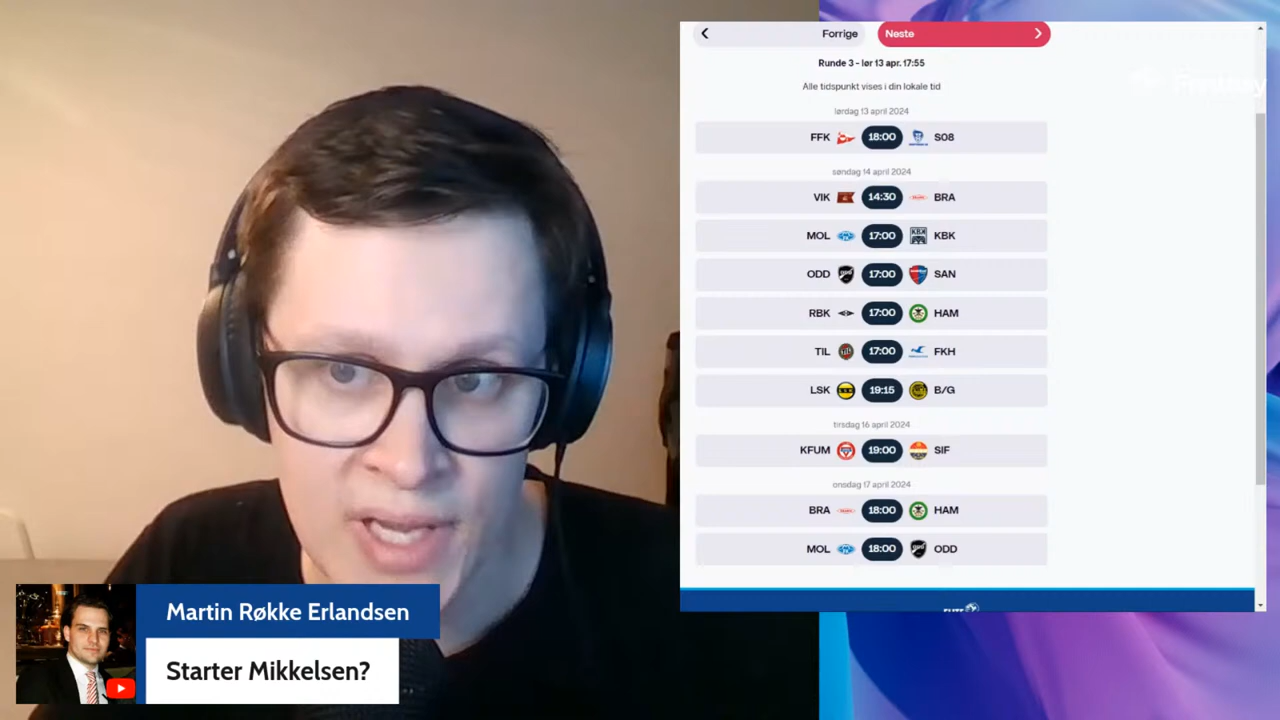 Forrige
Neste
Runde 3 - lør 13 apr. 17:55
Alle tidspunkt vises i din lokale tid
lørdag 13 april 2024
FFK 18:00 S08
søndag 14 april 2024
VIK 14:30 BRA
MOL 17:00 KBK
ODD 17:00 SAN
RBK 17:00 HAM
TIL 17:00 FKH
LSK 19:15 B/G
tirsdag 16 april 2024
KFUM 19:00 SIF
onsdag 17 april 2024
BRA 18:00 HAM
MOL 18:00 ODD
Martin Røkke Erlandsen
Starter Mikkelsen?